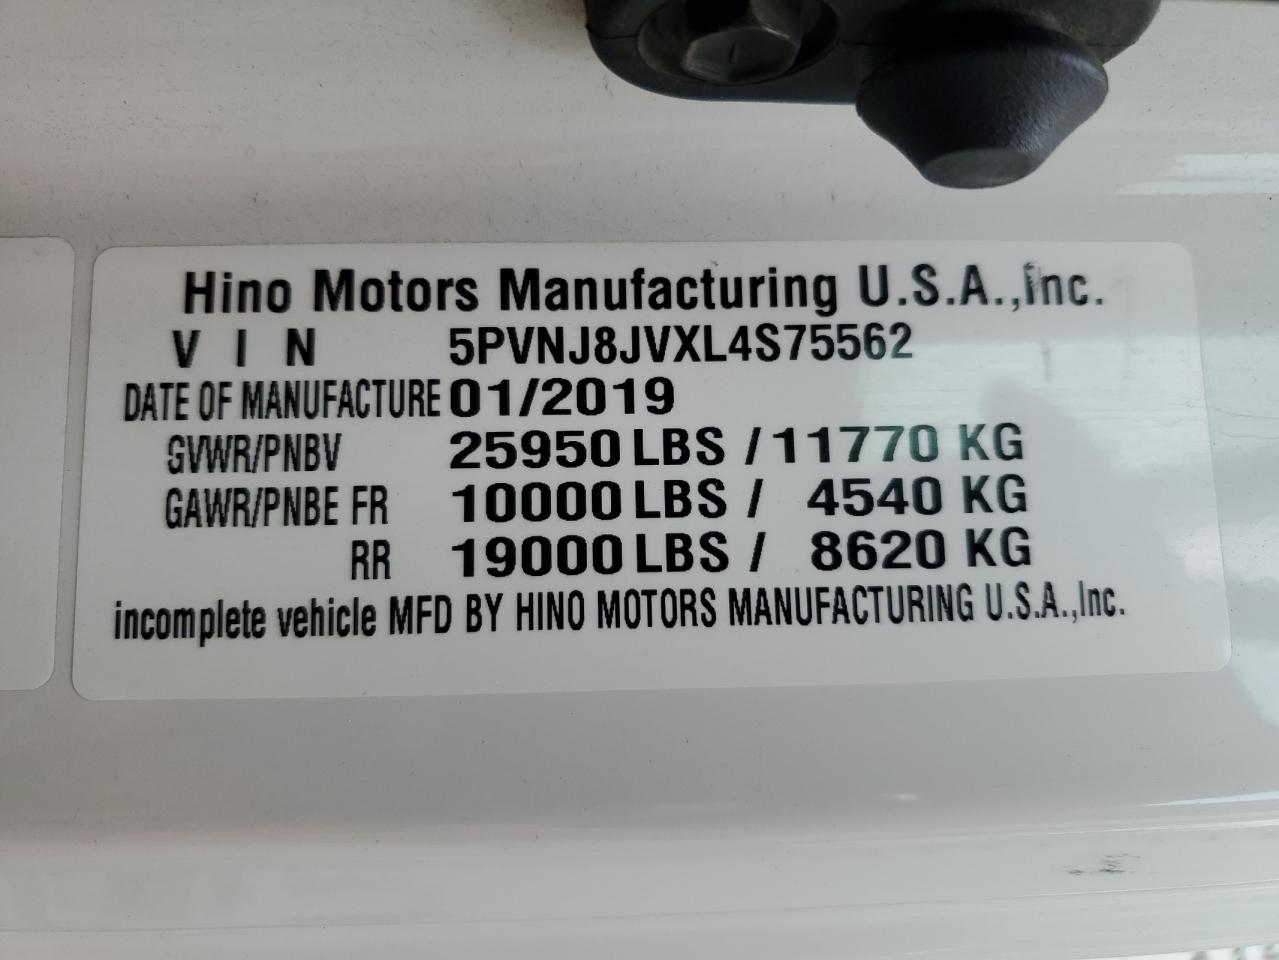 Hino Motors Manufacturing U.S.A.,Inc.
V I N 5PVNJ8JVXL4S75562
DATE OF MANUFACTURE 01/2019
GVWR/PNBV 25950 LBS / 11770 KG
GAWR/PNBE FR 10000 LBS / 4540 KG
RR 19000 LBS / 8620 KG
incomplete vehicle MFD BY HINO MOTORS MANUFACTURING U.S.A.,Inc.